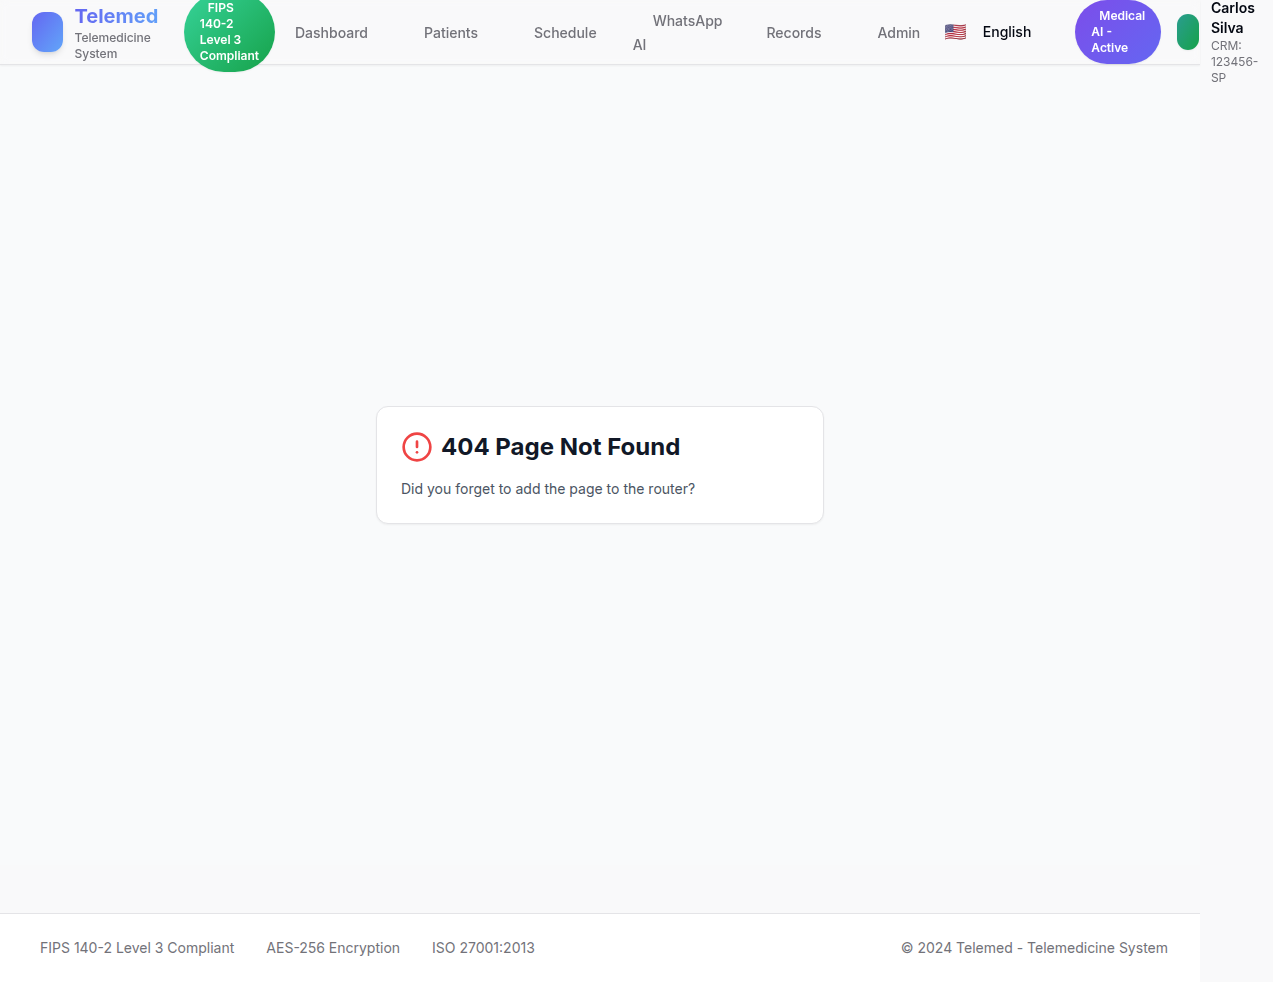 Telemed
Telemedicine
System
FIPS
140-2
Level 3
Compliant
Dashboard
Patients
Schedule
WhatsApp
AI
Records
Admin
🇺🇸 English
Medical
AI -
Active
Carlos
Silva
CRM:
123456-
SP
404 Page Not Found
Did you forget to add the page to the router?
FIPS 140-2 Level 3 Compliant
AES-256 Encryption
ISO 27001:2013
© 2024 Telemed - Telemedicine System